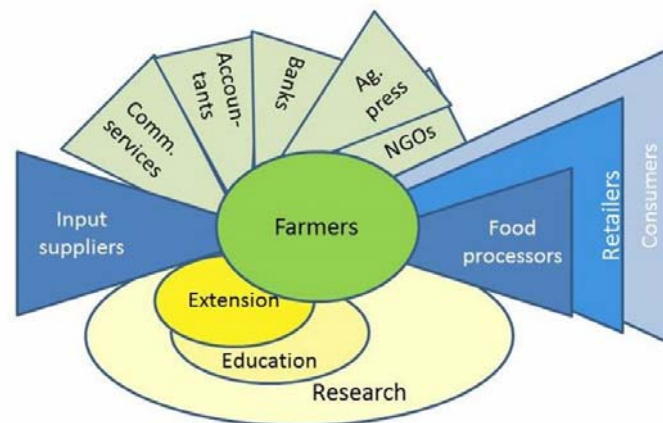 Comm.
services
Accoun-
tants
Banks
Ag.
press
NGOs
Input
suppliers
Farmers
Food
processors
Retailers
Consumers
Extension
Education
Research